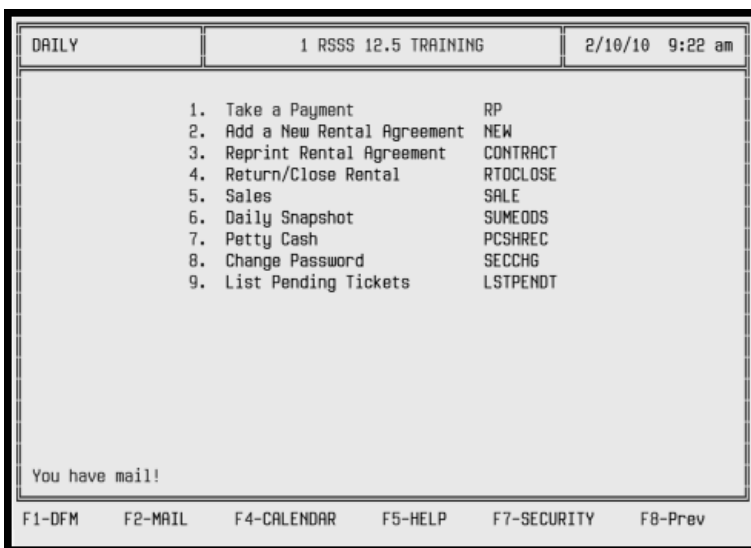 DAILY 1 RSSS 12.5 TRAINING 2/10/10 9:22 am
1. Take a Payment RP
2. Add a New Rental Agreement NEW
3. Reprint Rental Agreement CONTRACT
4. Return/Close Rental RTOCLOSE
5. Sales SALE
6. Daily Snapshot SUMEODS
7. Petty Cash PCSHREC
8. Change Password SECCHG
9. List Pending Tickets LSTPENDT
You have mail!
F1-DFM F2-MAIL F4-CALENDAR F5-HELP F7-SECURITY F8-Prev